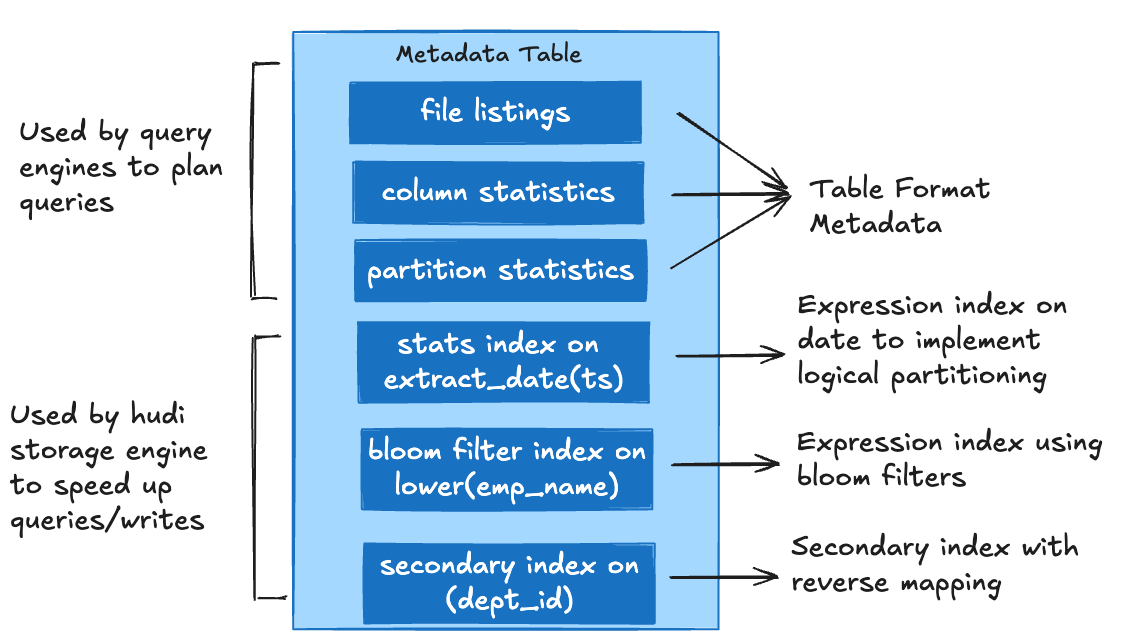 Metadata Table
Used by query
engines to plan
queries
file listings
column statistics
partition statistics
Table Format
Metadata
Used by hudi
storage engine
to speed up
queries/writes
stats index on
extract_date(ts)
Expression index on
date to implement
logical partitioning
bloom filter index on
lower(emp_name)
Expression index using
bloom filters
secondary index on
(dept_id)
Secondary index with
reverse mapping